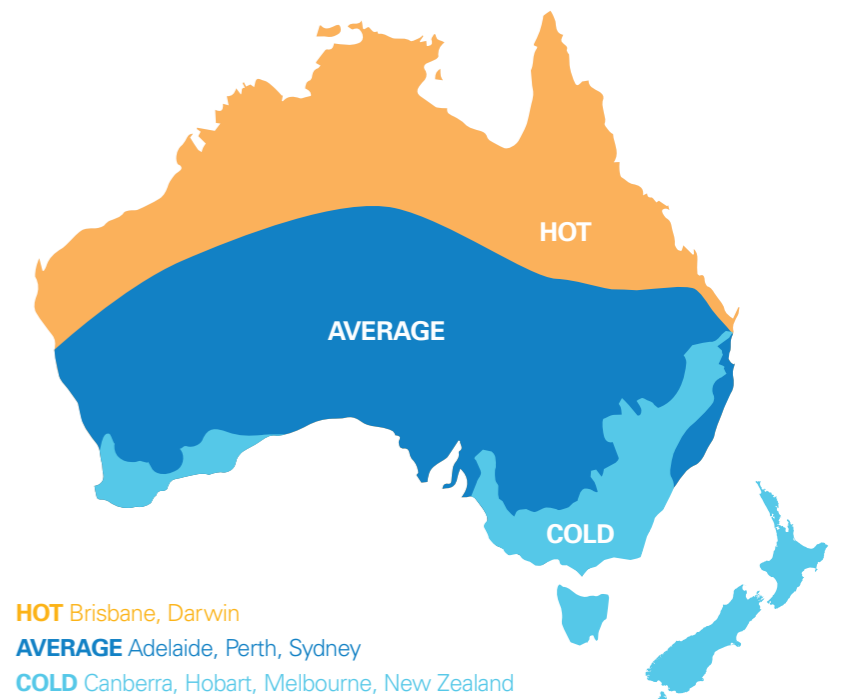 HOT
AVERAGE
COLD
HOT Brisbane, Darwin
AVERAGE Adelaide, Perth, Sydney
COLD Canberra, Hobart, Melbourne, New Zealand